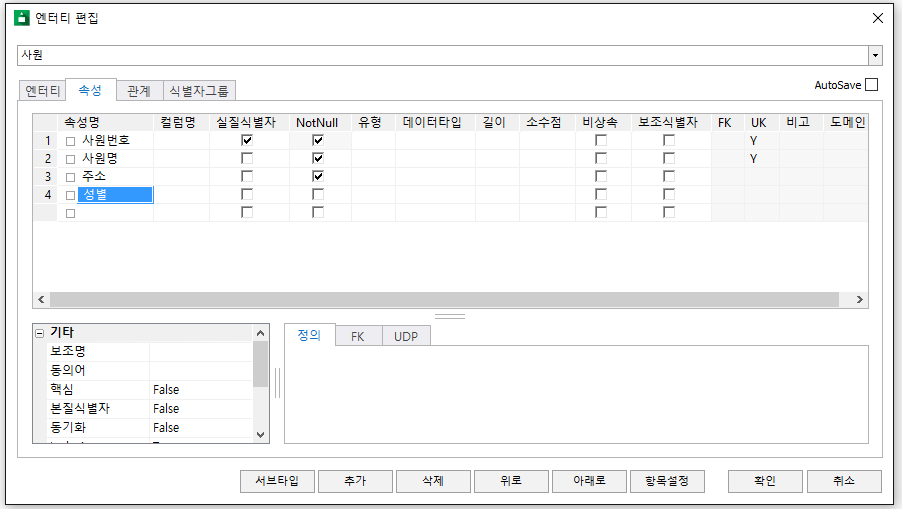 엔터티 편집
사원
엔터티 속성 관계 식별자그룹 AutoSave
속성명 컬럼명 실질식별자 NotNull 유형 데이터타입 길이 소수점 비상속 보조식별자 FK UK 비고 도메인
1 사원번호 Y
2 사원명 Y
3 주소
4 성별
기타
보조명
동의어
핵심 False
본질식별자 False
동기화 False
정의 FK UDP
서브타입 추가 삭제 위로 아래로 항목설정 확인 취소